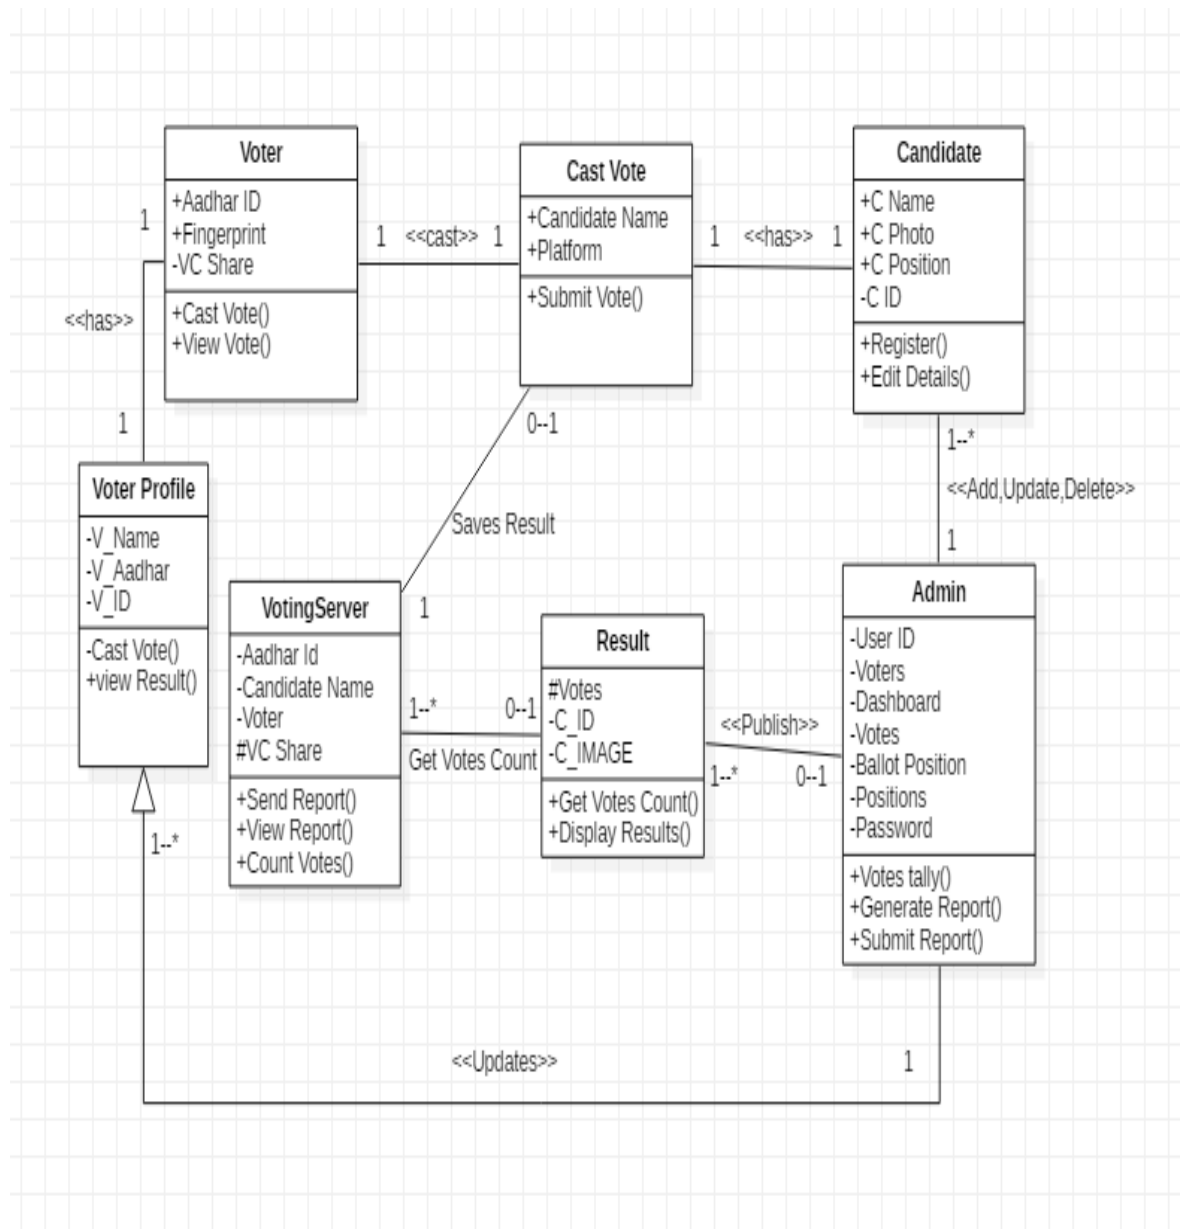 Voter
+Aadhar ID
+Fingerprint
-VC Share
+Cast Vote()
+View Vote()
1 <<cast>> 1
Cast Vote
+Candidate Name
+Platform
+Submit Vote()
1 <<has>> 1
Candidate
+C Name
+C Photo
+C Position
-C ID
+Register()
+Edit Details()
1
<<has>>
1
Voter Profile
-V_Name
-V_Aadhar
-V_ID
-Cast Vote()
+view Result()
1--*
0--1
Saves Result
1
VotingServer
-Aadhar Id
-Candidate Name
-Voter
#VC Share
+Send Report()
+View Report()
+Count Votes()
1--* 0--1
Get Votes Count
Result
#Votes
-C_ID
-C_IMAGE
+Get Votes Count()
+Display Results()
<<Publish>>
1--* 0--1
1--*
<<Add,Update,Delete>>
1
Admin
-User ID
-Voters
-Dashboard
-Votes
-Ballot Position
-Positions
-Password
+Votes tally()
+Generate Report()
+Submit Report()
<<Updates>> 1